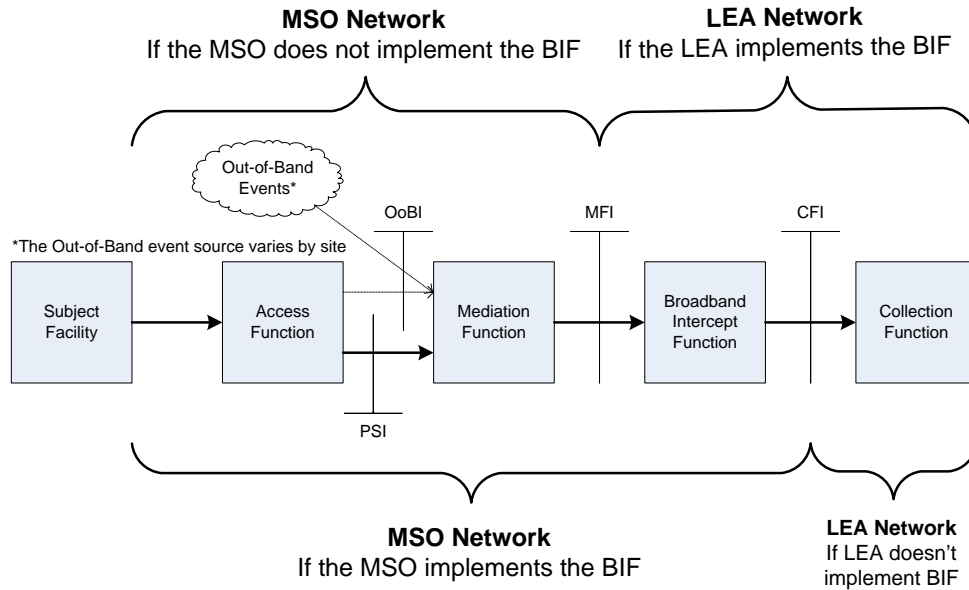 MSO Network
If the MSO does not implement the BIF
LEA Network
If the LEA implements the BIF
Out-of-Band
Events*
OoBI
MFI
CFI
*The Out-of-Band event source varies by site
Subject
Facility
Access
Function
Mediation
Function
Broadband
Intercept
Function
Collection
Function
PSI
MSO Network
If the MSO implements the BIF
LEA Network
If LEA doesn't
implement BIF